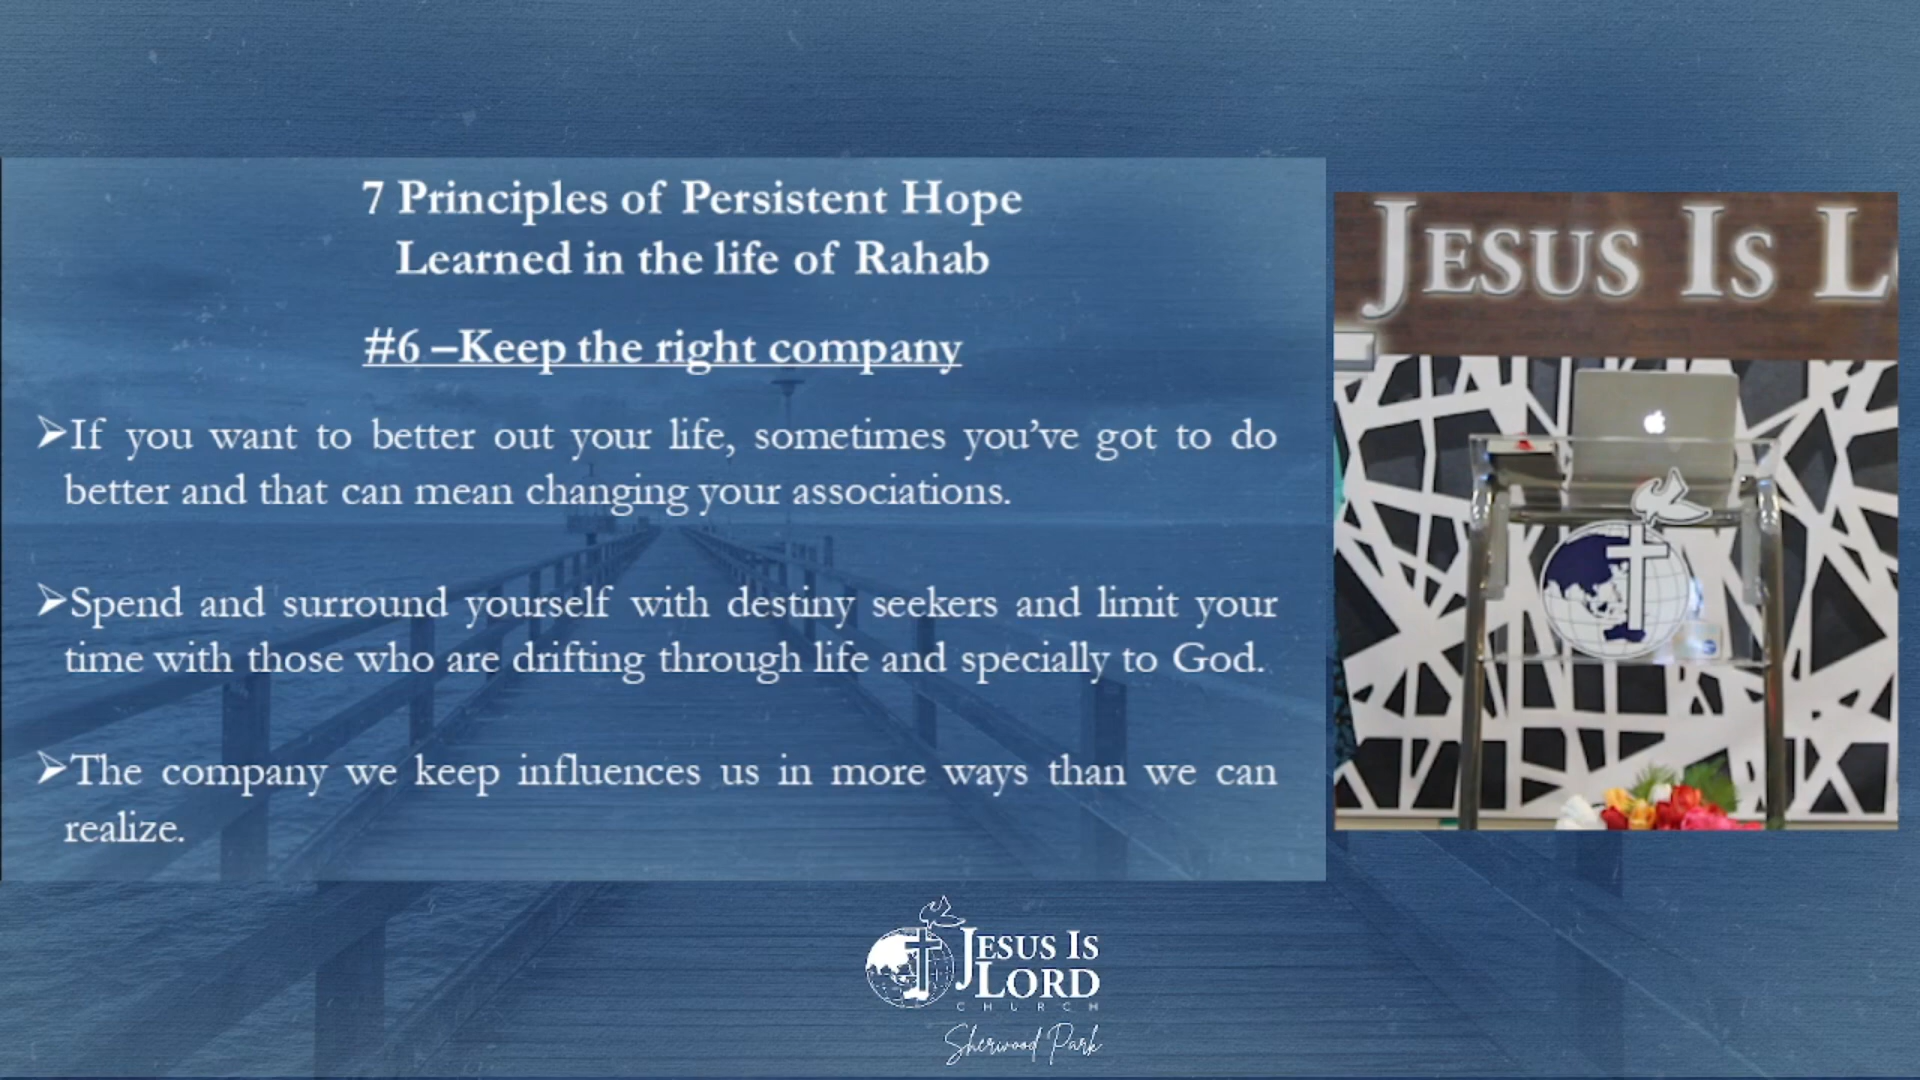 7 Principles of Persistent Hope
Learned in the life of Rahab
#6 –Keep the right company
➢If you want to better out your life, sometimes you’ve got to do
better and that can mean changing your associations.
➢Spend and surround yourself with destiny seekers and limit your
time with those who are drifting through life and specially to God.
➢The company we keep influences us in more ways than we can
realize.
JESUS IS L
JESUS IS
LORD
CHURCH
Sherwood Park